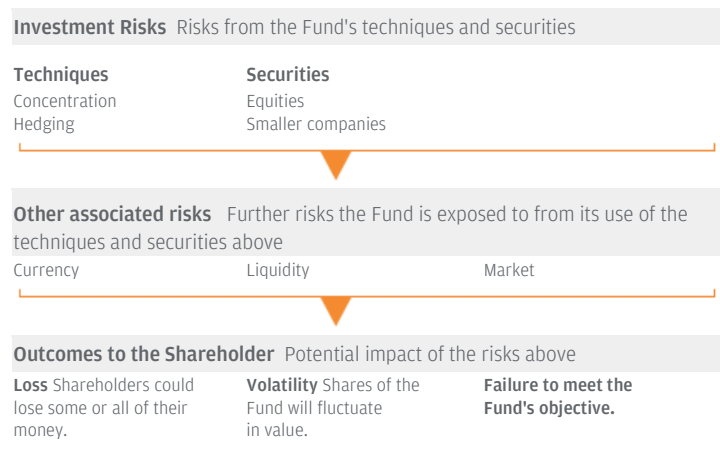 Investment Risks Risks from the Fund's techniques and securities
Techniques
Concentration
Hedging
Securities
Equities
Smaller companies
Other associated risks Further risks the Fund is exposed to from its use of the
techniques and securities above
Currency
Liquidity
Market
Outcomes to the Shareholder Potential impact of the risks above
Loss Shareholders could
lose some or all of their
money.
Volatility Shares of the
Fund will fluctuate
in value.
Failure to meet the
Fund's objective.